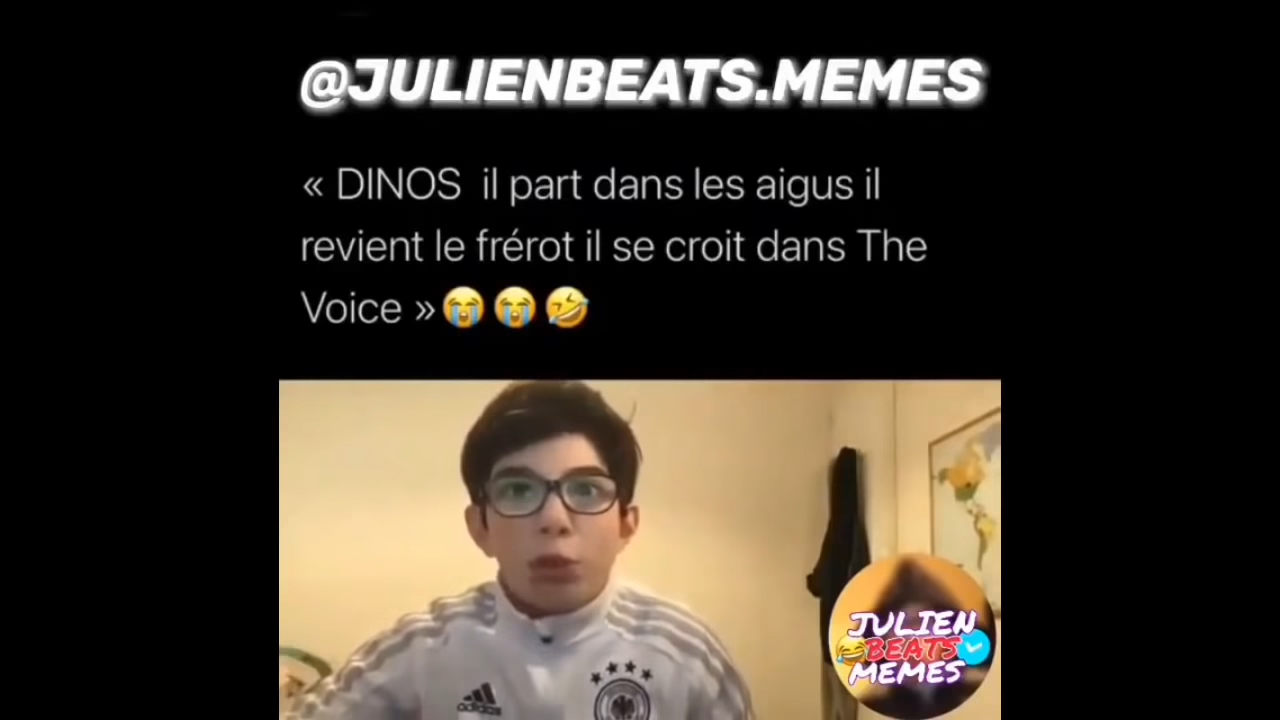 @JULIENBEATS.MEMES
« DINOS  il part dans les aigus il
revient le frérot il se croit dans The
Voice »😭😭🤣
adidas
JULIEN
😂BEATS
MEMES